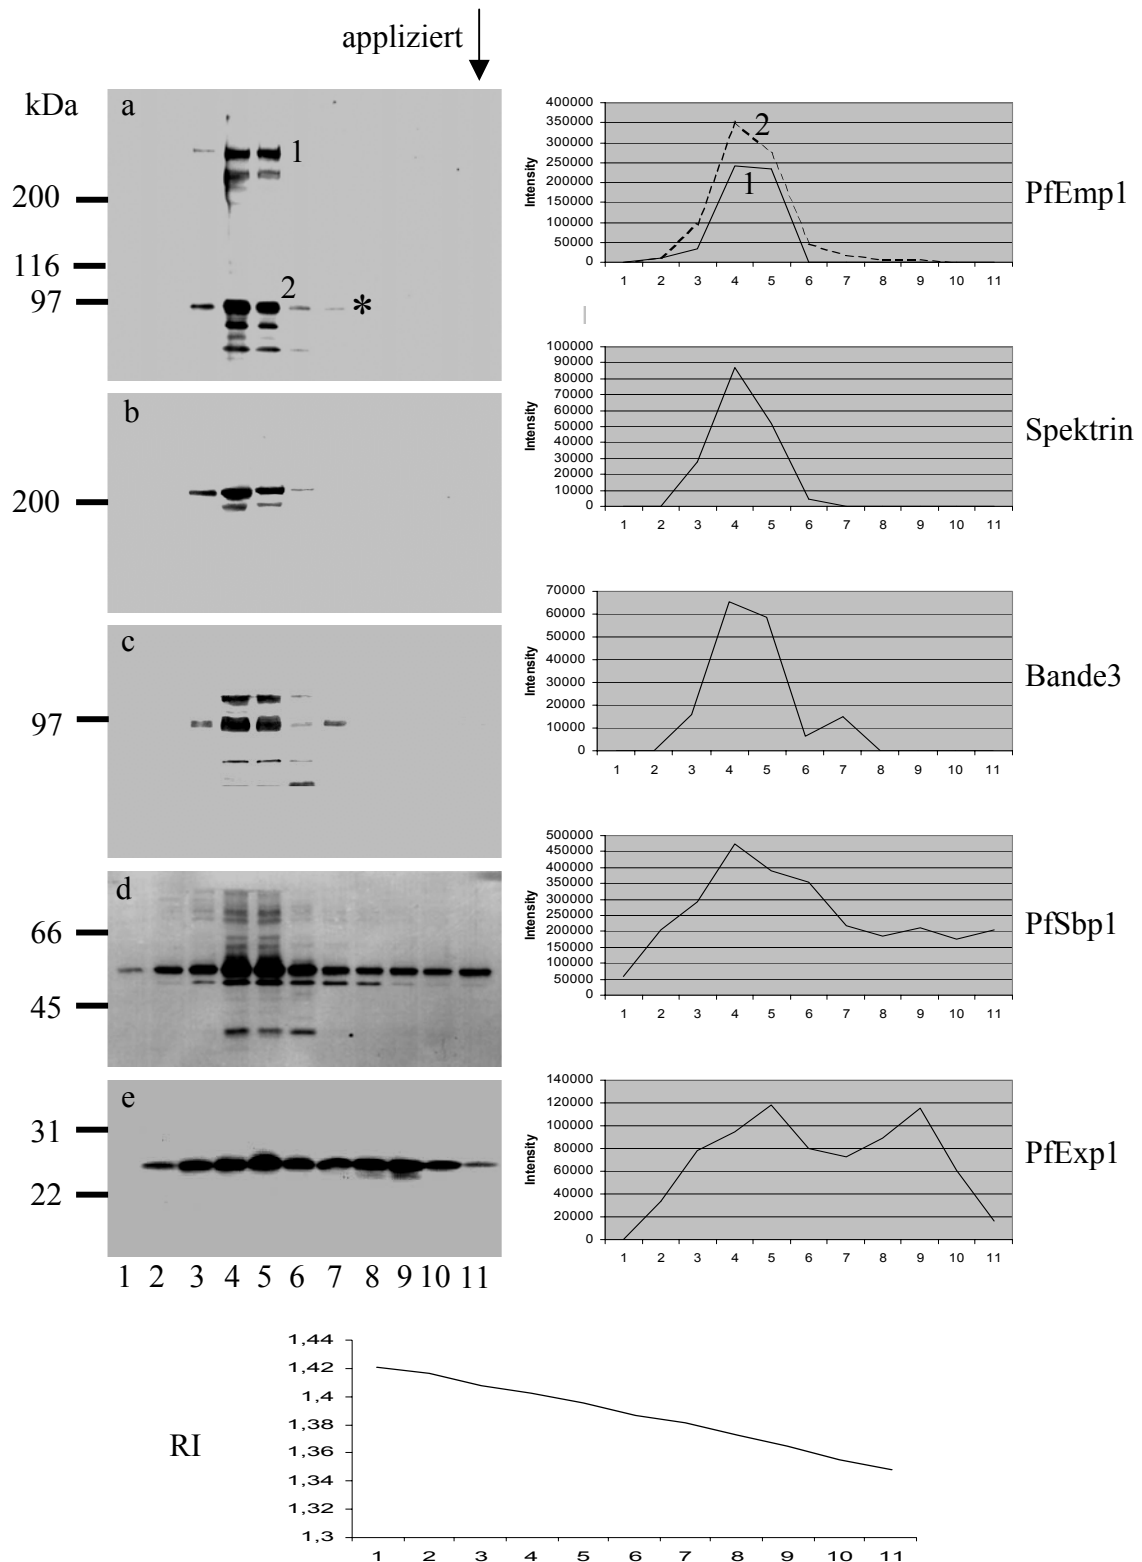 appliziert
kDa
a
1
200
116
97
2
*
b
200
c
97
d
66
45
e
31
22
1 2 3 4 5 6 7 8 9 10 11
400000
350000
300000
250000
200000
150000
100000
50000
0
Intensity
2
1
1 2 3 4 5 6 7 8 9 10 11
PfEmp1
100000
90000
80000
70000
60000
50000
40000
30000
20000
10000
0
Intensity
1 2 3 4 5 6 7 8 9 10 11
Spektrin
70000
60000
50000
40000
30000
20000
10000
0
Intensity
1 2 3 4 5 6 7 8 9 10 11
Bande3
500000
450000
400000
350000
300000
250000
200000
150000
100000
50000
0
Intensity
1 2 3 4 5 6 7 8 9 10 11
PfSbp1
140000
120000
100000
80000
60000
40000
20000
0
Intensity
1 2 3 4 5 6 7 8 9 10 11
PfExp1
RI
1,44
1,42
1,4
1,38
1,36
1,34
1,32
1,3
1 2 3 4 5 6 7 8 9 10 11